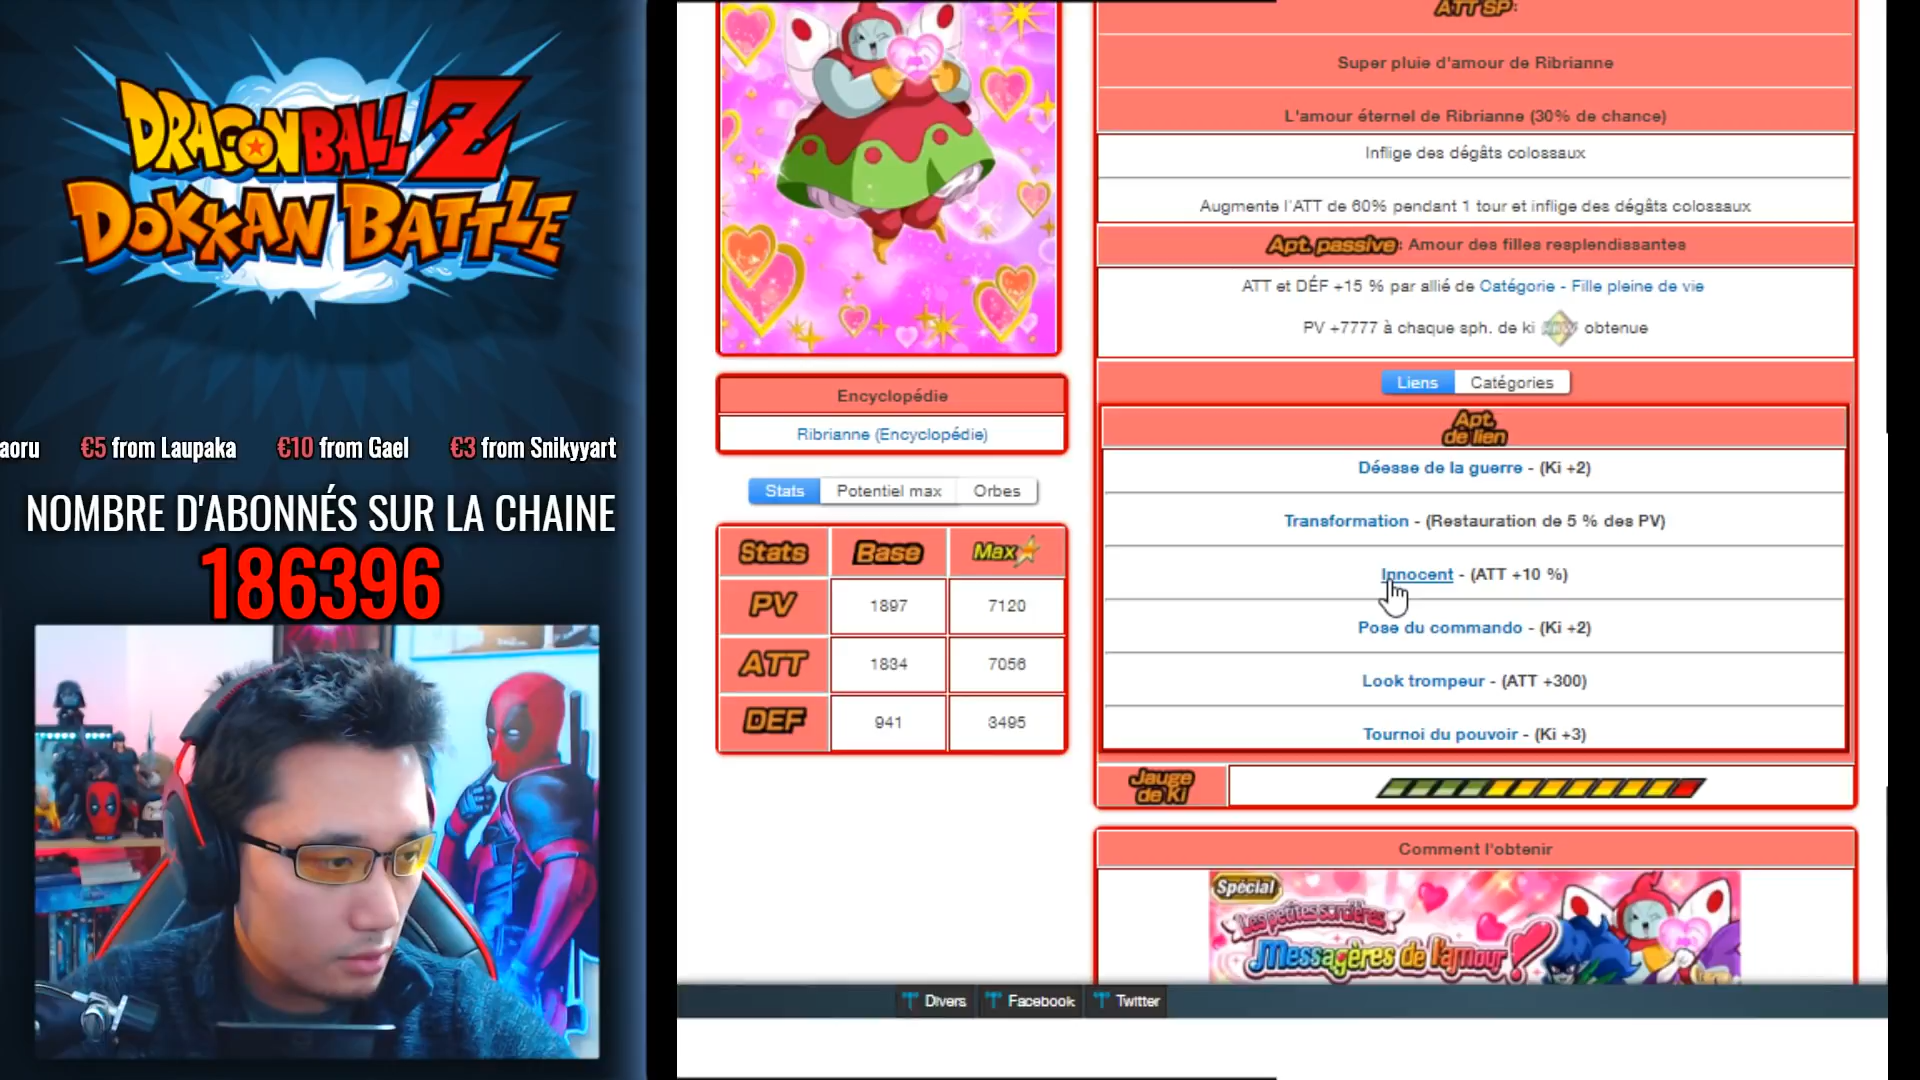 DRAGON BALL Z
DOKKAN BATTLE
aoru €5 from Laupaka €10 from Gael €3 from Snikyyart
NOMBRE D'ABONNÉS SUR LA CHAINE
186396
ATT SP:
Super pluie d'amour de Ribrianne
L'amour éternel de Ribrianne (30% de chance)
Inflige des dégâts colossaux
Augmente l'ATT de 60% pendant 1 tour et inflige des dégâts colossaux
Apt. passive: Amour des filles resplendissantes
ATT et DÉF +15 % par allié de Catégorie - Fille pleine de vie
PV +7777 à chaque sph. de ki obtenue
Liens Catégories
Apt.
de lien
Déesse de la guerre - (Ki +2)
Transformation - (Restauration de 5 % des PV)
Innocent - (ATT +10 %)
Pose du commando - (Ki +2)
Look trompeur - (ATT +300)
Tournoi du pouvoir - (Ki +3)
Jauge
de Ki
Comment l'obtenir
Spécial
Les petites sorcières
Messagères de l'amour !
Encyclopédie
Ribrianne (Encyclopédie)
Stats Potentiel max Orbes
Stats Base Max
PV 1897 7120
ATT 1834 7056
DEF 941 3495
Divers Facebook Twitter